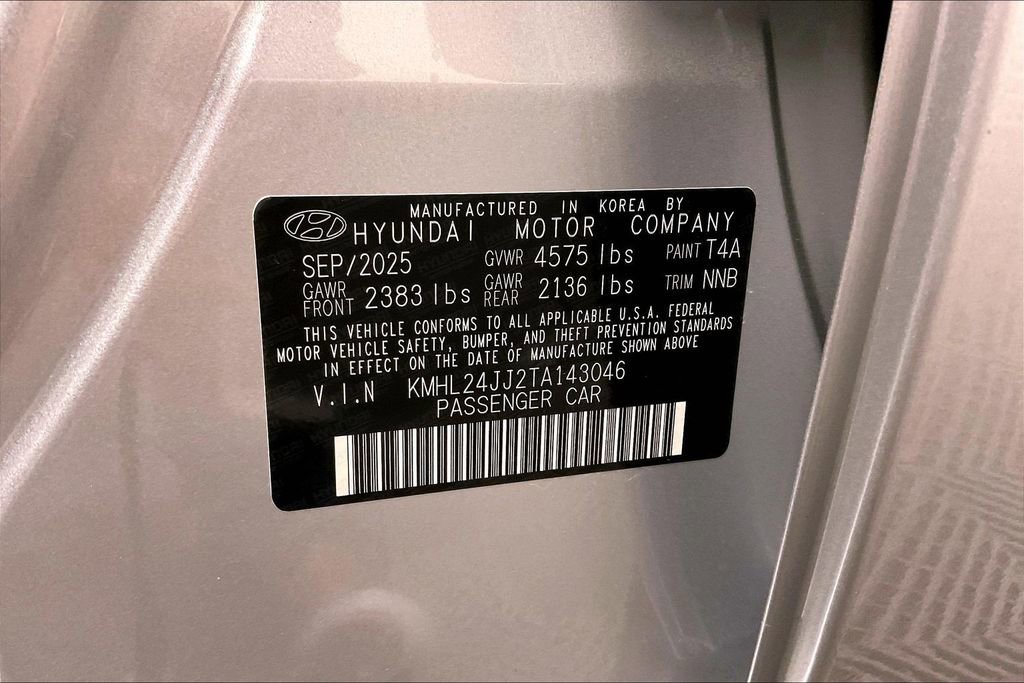 MANUFACTURED IN KOREA BY
HYUNDAI MOTOR COMPANY
SEP/2025 GVWR 4575 lbs PAINT T4A
GAWR FRONT 2383 lbs GAWR REAR 2136 lbs TRIM NNB
THIS VEHICLE CONFORMS TO ALL APPLICABLE U.S.A. FEDERAL
MOTOR VEHICLE SAFETY, BUMPER, AND THEFT PREVENTION STANDARDS
IN EFFECT ON THE DATE OF MANUFACTURE SHOWN ABOVE
V.I.N KMHL24JJ2TA143046
PASSENGER CAR